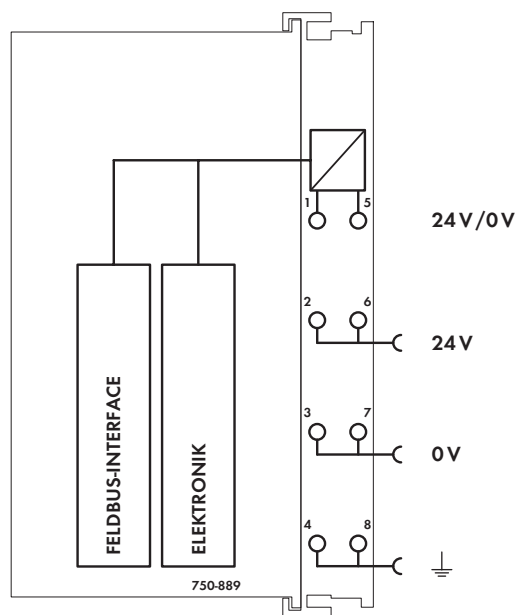 1 5
24V/0V
2 6
24V
3 7
0V
4 8
FELDBUS-INTERFACE
ELEKTRONIK
750-889